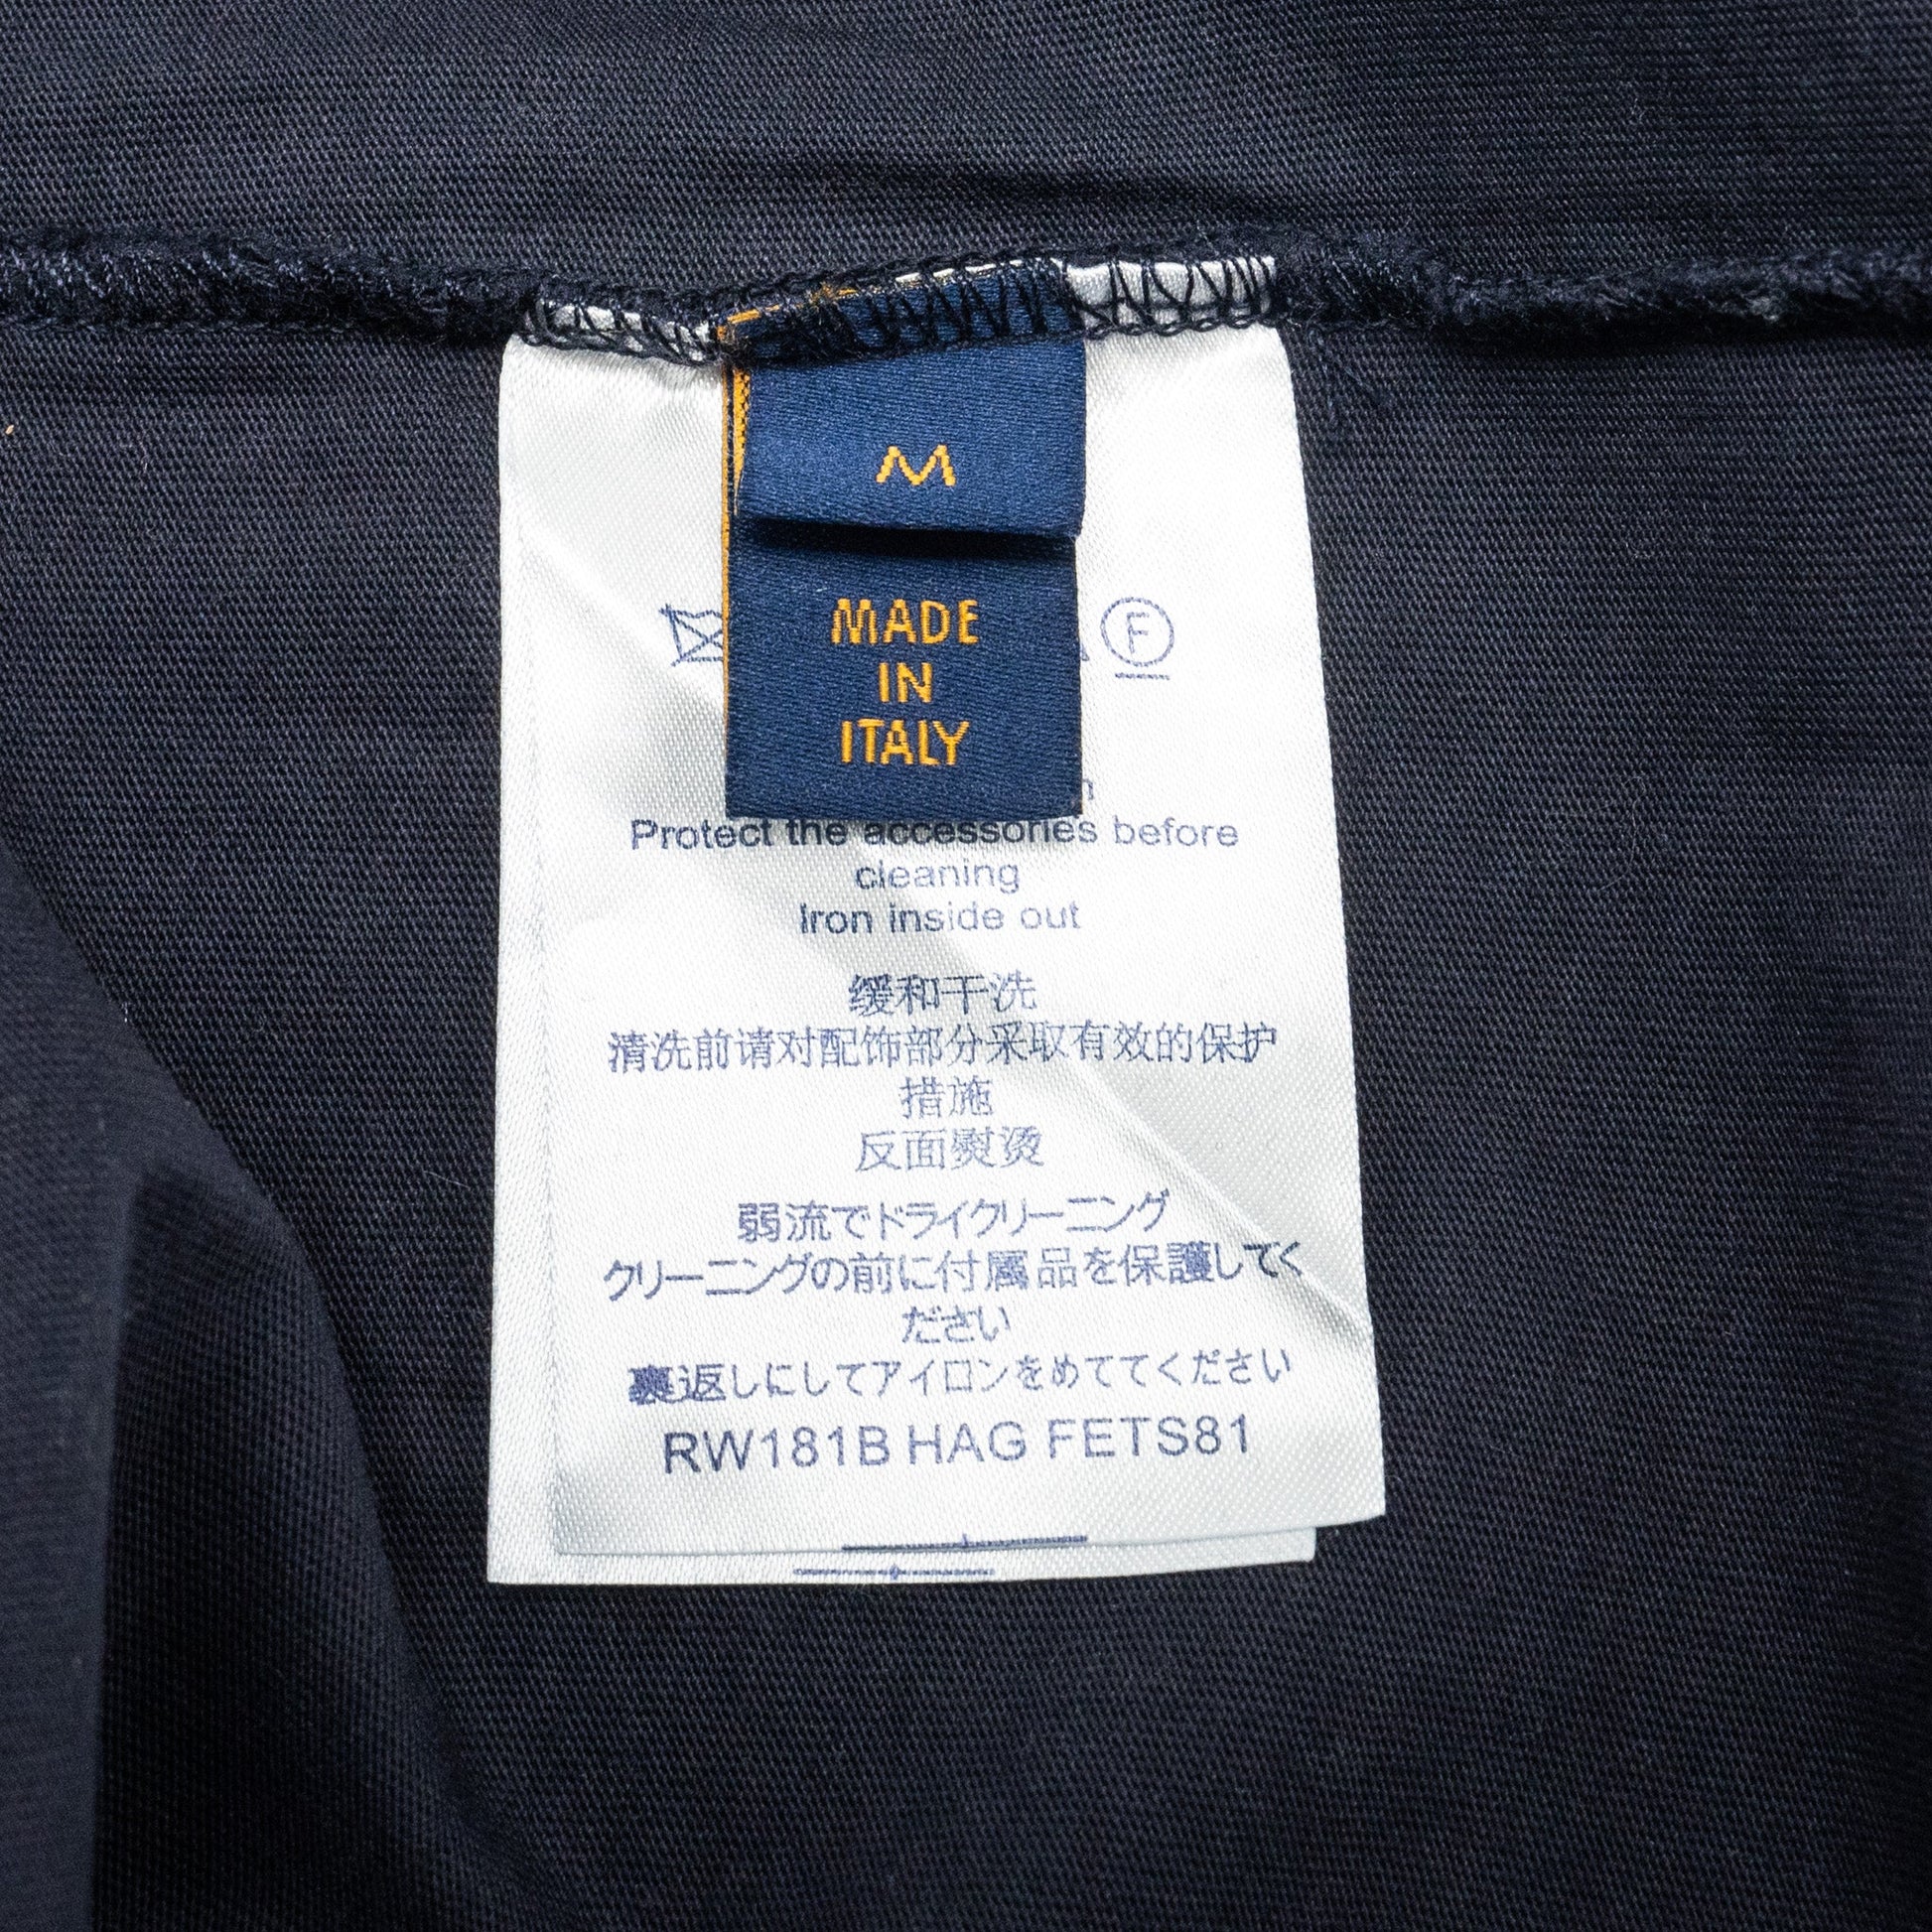 M
MADE
IN
ITALY
F
Protect the accessories before
cleaning
Iron inside out
缓和干洗
清洗前请对配饰部分采取有效的保护
措施
反面熨烫
弱流でドライクリーニング
クリーニングの前に付属品を保護してく
ださい
裏返しにしてアイロンをめててください
RW181B HAG FETS81